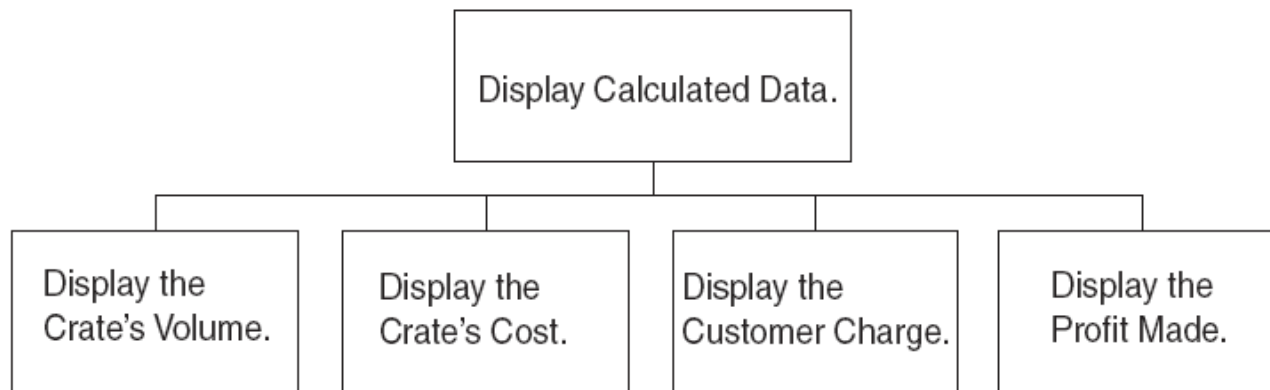 Display Calculated Data.
Display the
Crate’s Volume.
Display the
Crate’s Cost.
Display the
Customer Charge.
Display the
Profit Made.